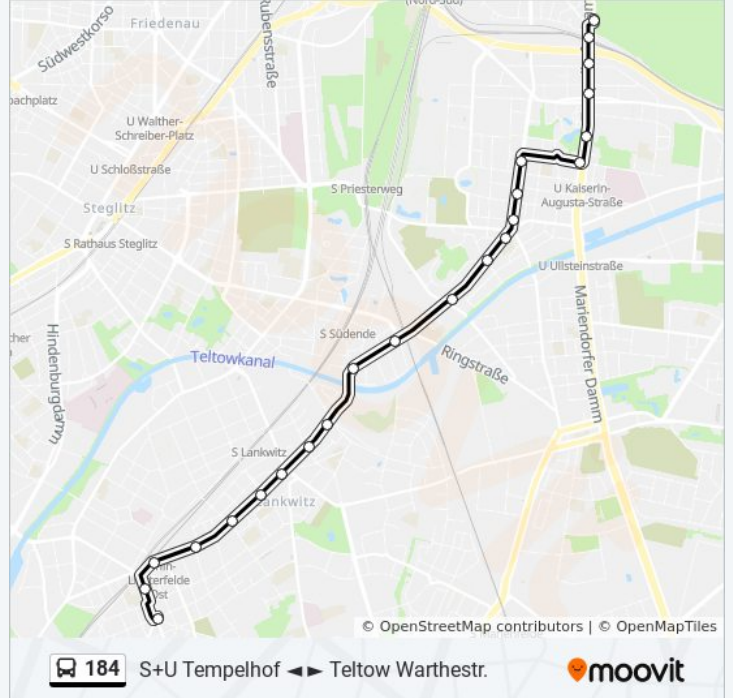 (Nord-Süd)
Friedenau
Südwestkorso
Rubensstraße
U Walther-
Schreiber-Platz
U Schloßstraße
S Priesterweg
Steglitz
U Kaiserin-
Augusta-Straße
S Rathaus Steglitz
U Ullsteinstraße
Mariendorfer Damm
S Südende
Hindenburgdamm
Teltowkanal
Ringstraße
S Lankwitz
Lankwitz
© OpenStreetMap contributors | © OpenMapTiles
184 S+U Tempelhof ◄► Teltow Warthestr.
moovit